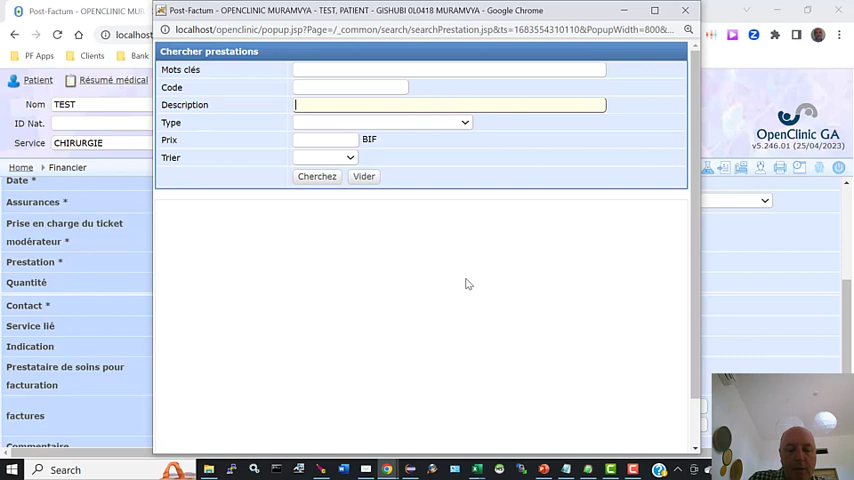 Post-Factum - OPENCLINIC MURAMVYA - TEST, PATIENT - GISHUBI 0L0418 MURAMVYA - Google Chrome
localhost/openclinic/popup.jsp?Page=/_common/search/searchPrestation.jsp&ts=1683554310110&PopupWidth=800&...
Post-Factum - OPENCLINIC MURA
localhost/openc
PF Apps
Clients
Bank
Patient
Résumé médical
Nom
TEST
ID Nat.
Service
CHIRURGIE
OpenClinic GA
v5.246.01 (25/04/2023)
Home
Financier
Date *
Assurances *
Prise en charge du ticket
modérateur *
Prestation *
Quantité
Contact *
Service lié
Indication
Prestataire de soins pour
facturation
factures
Commentaire
Chercher prestations
Mots clés
Code
Description
Type
Prix
BIF
Trier
Cherchez
Vider
Search